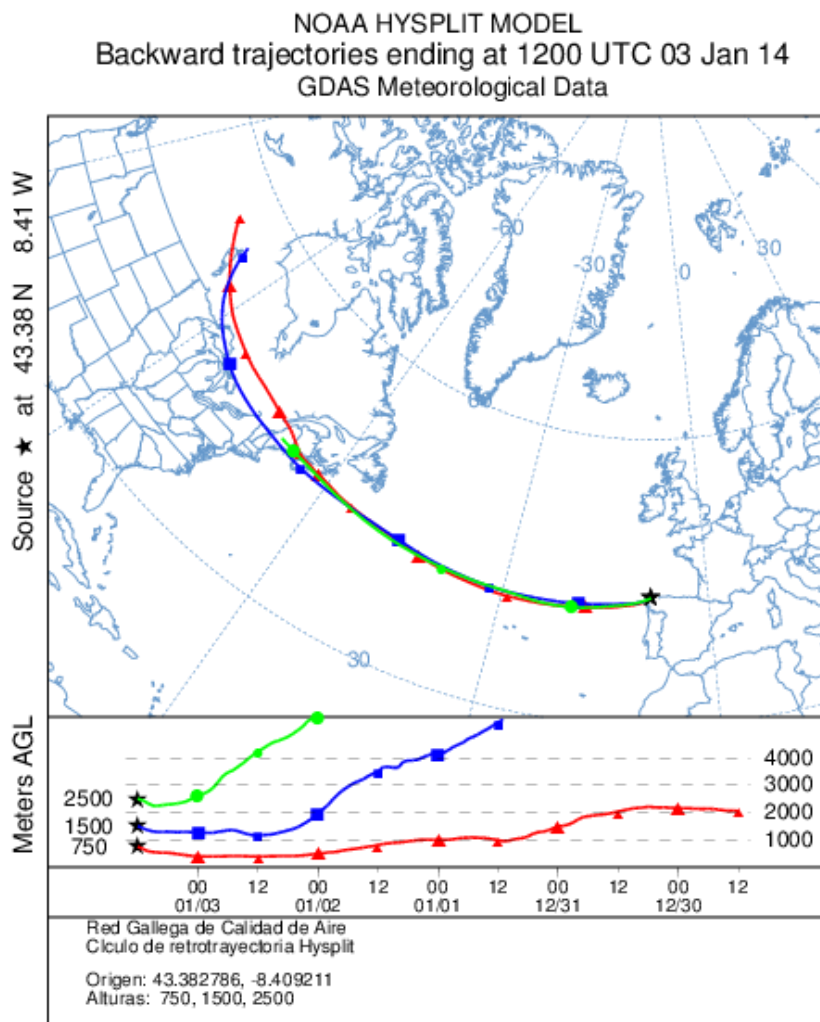 NOAA HYSPLIT MODEL
Backward trajectories ending at 1200 UTC 03 Jan 14
GDAS Meteorological Data
Source ★ at 43.38 N 8.41 W
-60
-30
0
30
60
30
Meters AGL
2500
1500
750
4000
3000
2000
1000
00 12 00 12 00 12 00 12 00 12
01/03 01/02 01/01 12/31 12/30
Red Gallega de Calidad de Aire
Clculo de retrotrayectoria Hysplit
Origen: 43.382786, -8.409211
Alturas: 750, 1500, 2500